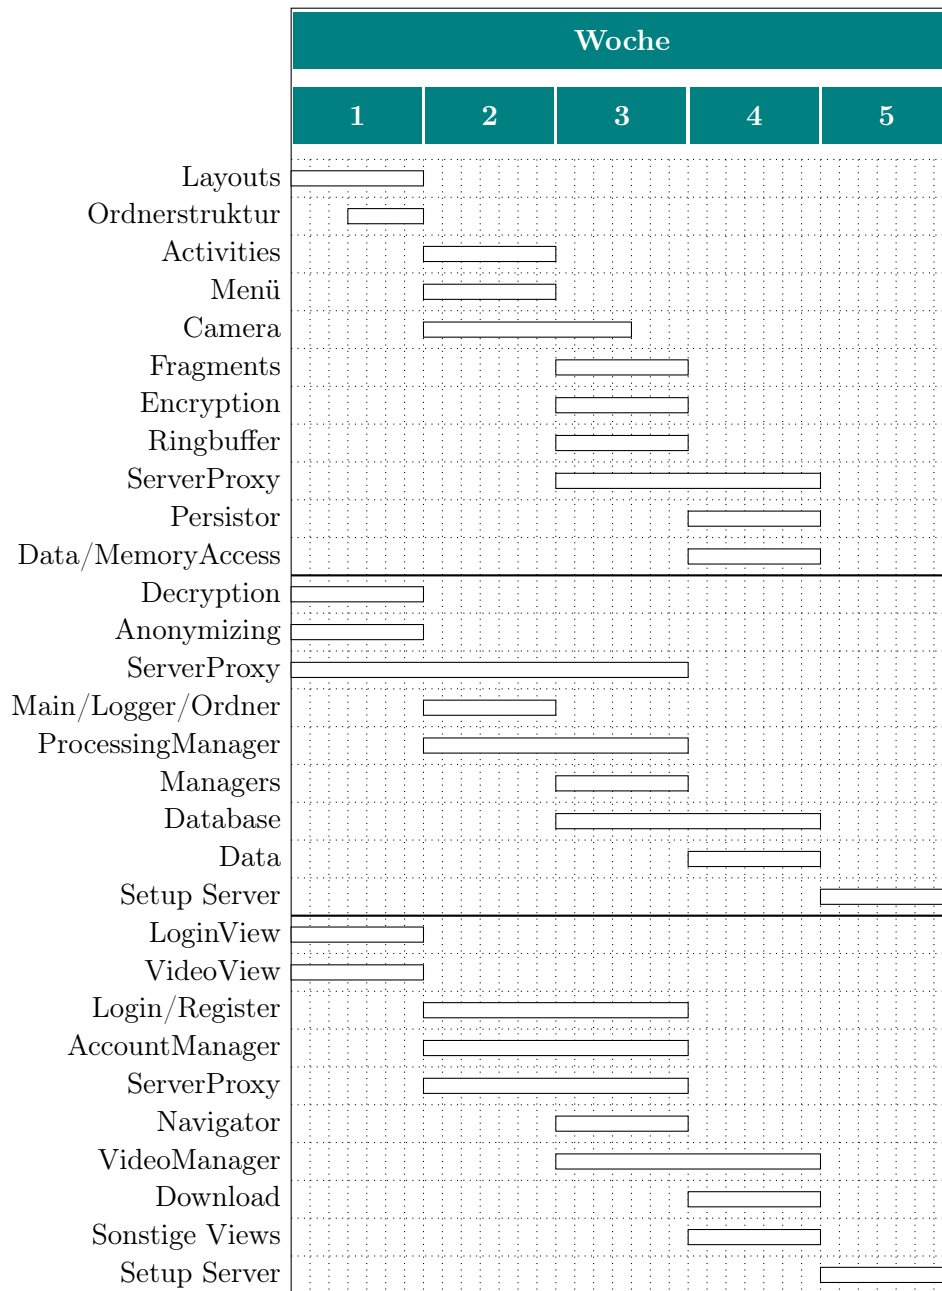 Woche
1 2 3 4 5
Layouts
Ordnerstruktur
Activities
Menü
Camera
Fragments
Encryption
Ringbuffer
ServerProxy
Persistor
Data/MemoryAccess
Decryption
Anonymizing
ServerProxy
Main/Logger/Ordner
ProcessingManager
Managers
Database
Data
Setup Server
LoginView
VideoView
Login/Register
AccountManager
ServerProxy
Navigator
VideoManager
Download
Sonstige Views
Setup Server